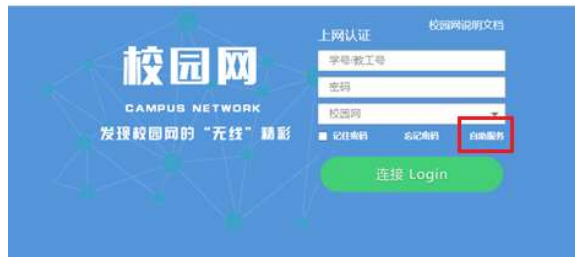 校园网说明文档
上网认证
校园网
CAMPUS NETWORK
发现校园网的“无线”精彩
学号/教工号
密码
校园网
记住密码 忘记密码 自助服务
连接 Login